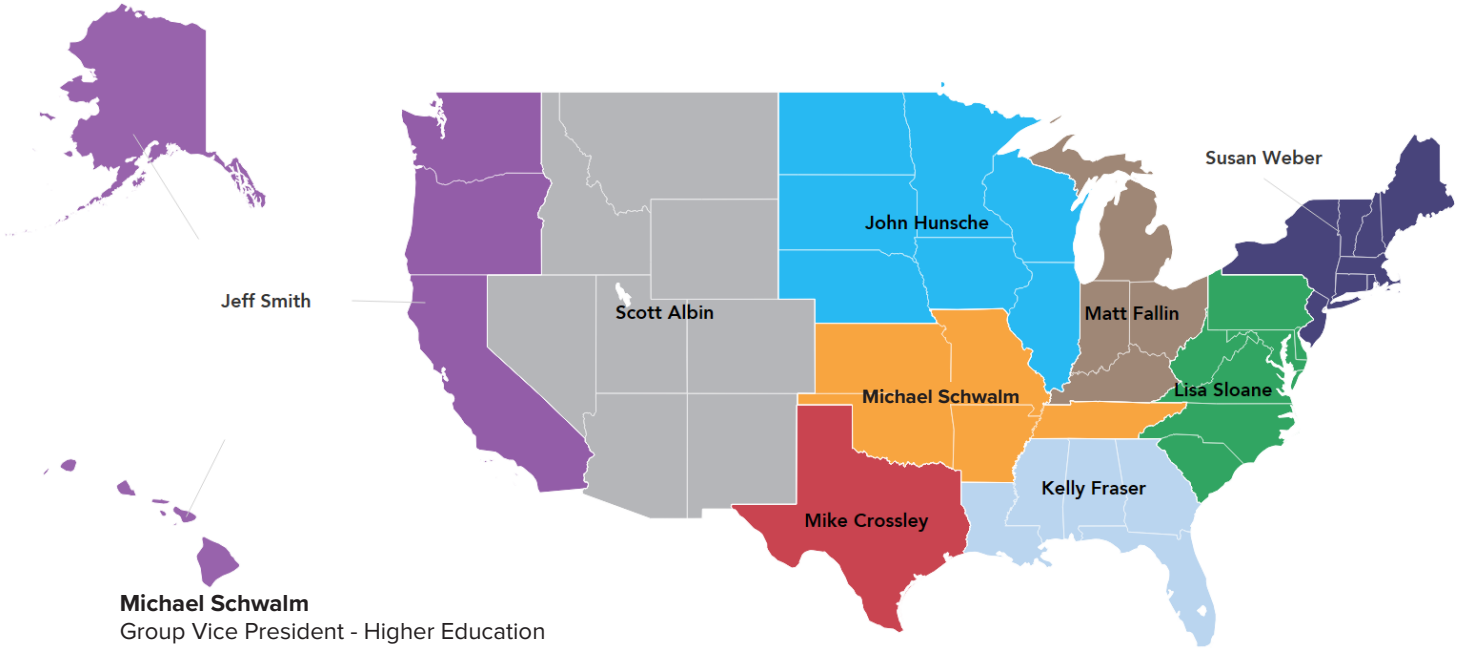 Susan Weber
John Hunsche
Jeff Smith
Scott Albin
Matt Fallin
Michael Schwalm
Lisa Sloane
Kelly Fraser
Mike Crossley
Michael Schwalm
Group Vice President - Higher Education